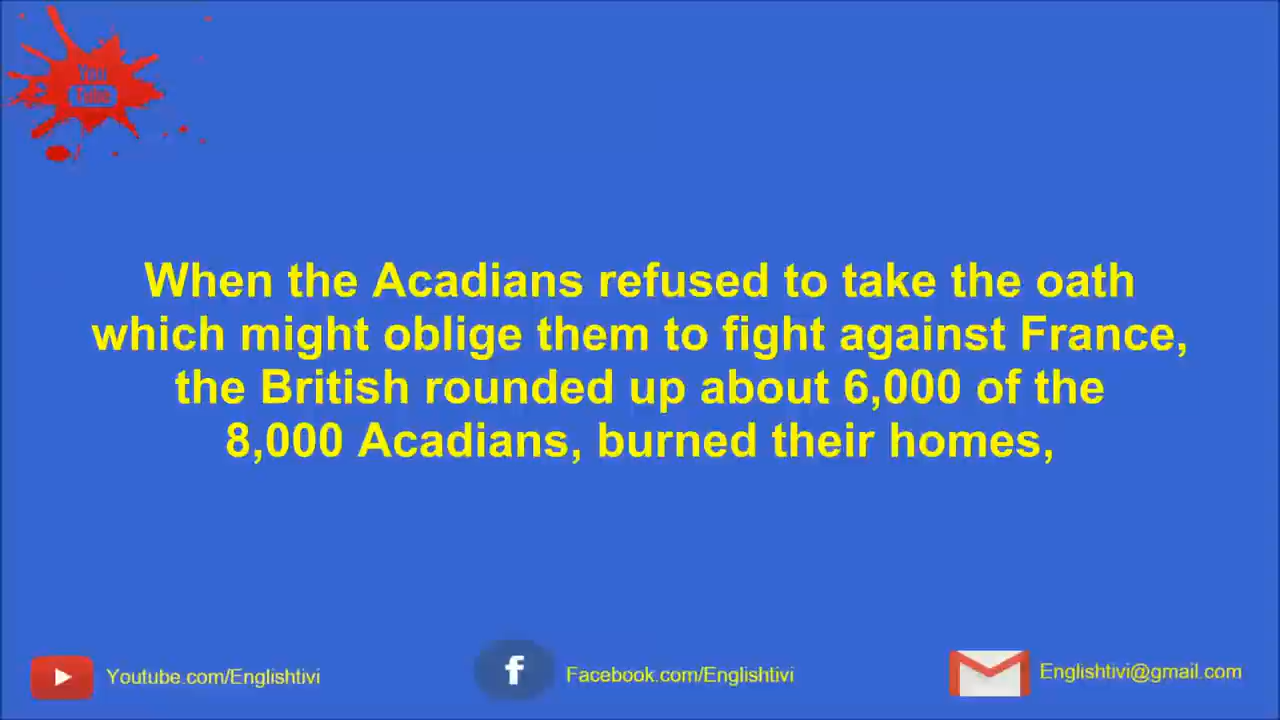 You
Tube
When the Acadians refused to take the oath
which might oblige them to fight against France,
the British rounded up about 6,000 of the
8,000 Acadians, burned their homes,
Youtube.com/Englishtivi
f
Facebook.com/Englishtivi
Englishtivi@gmail.com